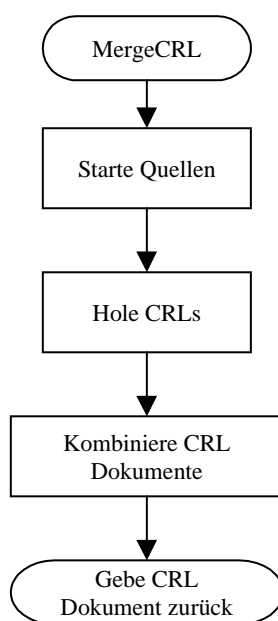 MergeCRL
Starte Quellen
Hole CRLs
Kombiniere CRL
Dokumente
Gebe CRL
Dokument zurück